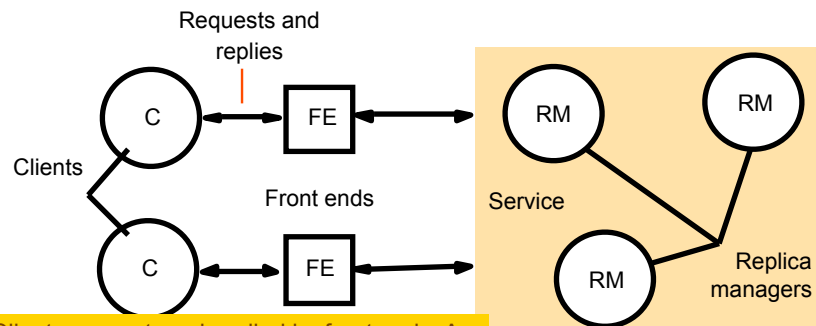 Requests and
replies
C
FE
RM
RM
Clients
Front ends
Service
C
FE
RM
Replica
managers